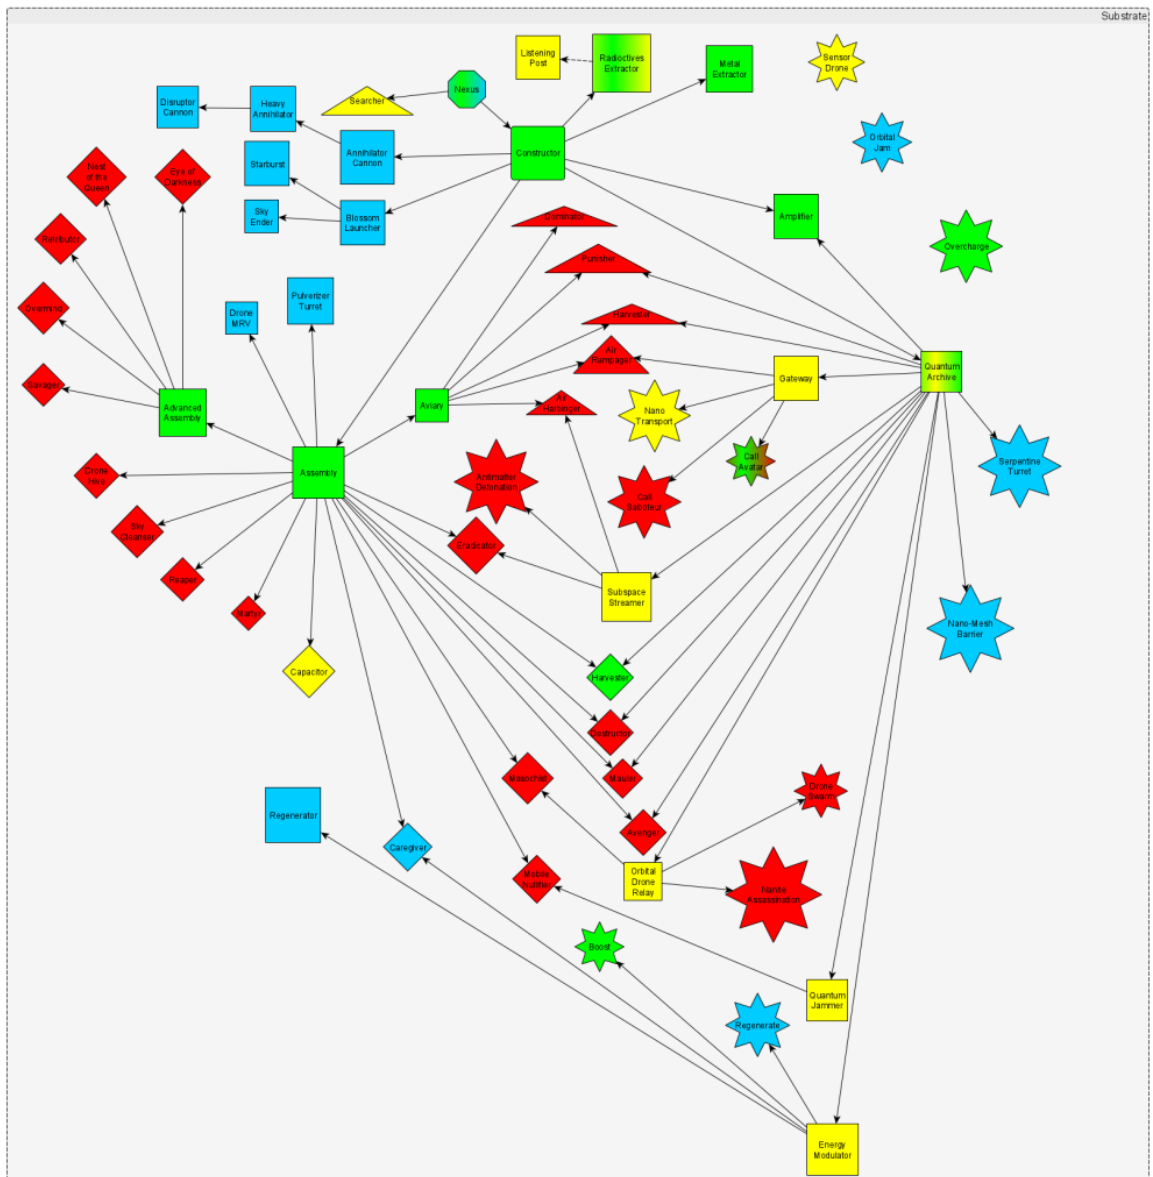 Substrate
Listening
Post
Radioctives
Extractor
Metal
Extractor
Sensor
Drone
Nexus
Searcher
Disruptor
Cannon
Heavy
Annihilator
Orbital
Jam
Constructor
Annihilator
Cannon
Starburst
Nest
of the
Queen
Eye of
Darkness
Sky
Ender
Blossom
Launcher
Dominator
Amplifier
Retributor
Overcharge
Punisher
Overmind
Drone
MRV
Pulverizer
Turret
Harvester
Air
Rampager
Gateway
Quantum
Archive
Savager
Advanced
Assembly
Aviary
Air
Harbinger
Nano
Transport
Call
Avatar
Serpentine
Turret
Drone
Hive
Assembly
Antimatter
Detonation
Call
Saboteur
Sky
Cleanser
Eradicator
Reaper
Subspace
Streamer
Martyr
Nano-Mesh
Barrier
Capacitor
Harvester
Destructor
Masochist
Mauler
Drone
Swarm
Regenerator
Avenger
Caregiver
Mobile
Nullifier
Orbital
Drone
Relay
Nanite
Assassination
Boost
Quantum
Jammer
Regenerate
Energy
Modulator